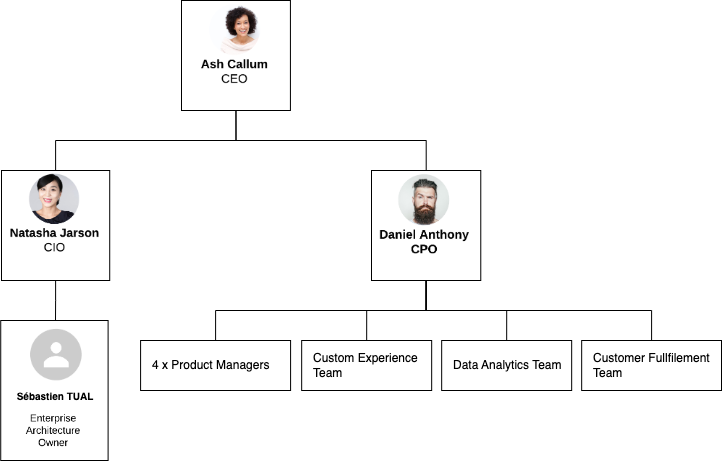 Ash Callum
CEO
Natasha Jarson
CIO
Daniel Anthony
CPO
Sébastien TUAL
Enterprise
Architecture
Owner
4 x Product Managers
Custom Experience
Team
Data Analytics Team
Customer Fullfilement
Team